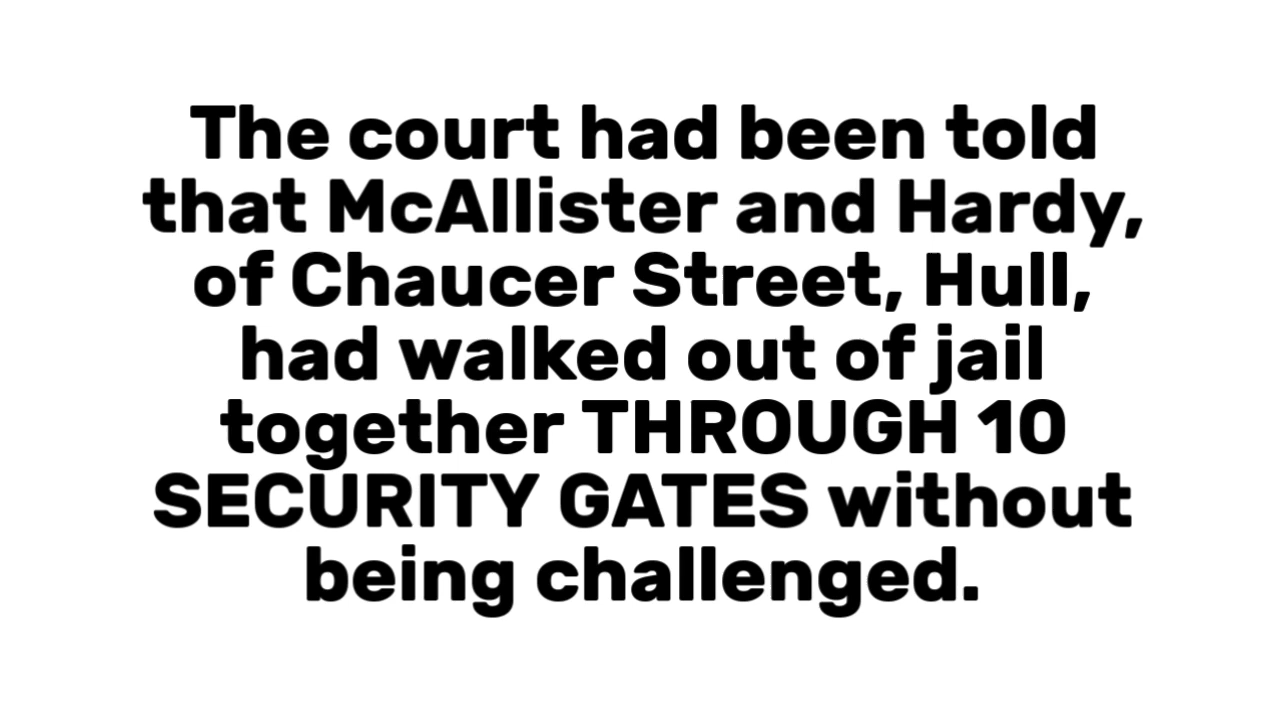 The court had been told
that McAllister and Hardy,
of Chaucer Street, Hull,
had walked out of jail
together THROUGH 10
SECURITY GATES without
being challenged.